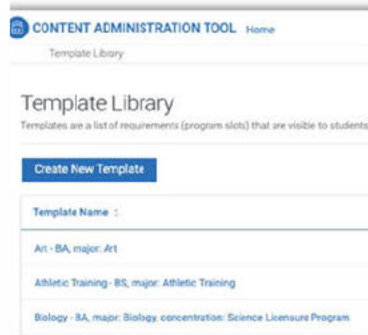 CONTENT ADMINISTRATION TOOL Home
Template Library
Template Library
Templates are a list of requirements (program slots) that are visible to students
Create New Template
Template Name
Art - BA, major: Art
Athletic Training - BS, major: Athletic Training
Biology - BA, major: Biology, concentration: Science Licensure Program